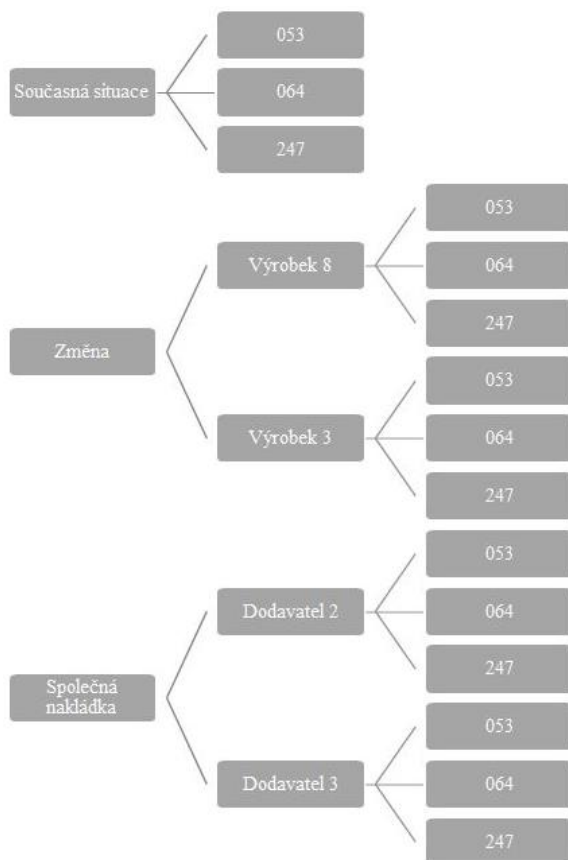 Současná situace
053
064
247
Změna
Výrobek 8
053
064
247
Výrobek 3
053
064
247
Společná
nakládka
Dodavatel 2
053
064
247
Dodavatel 3
053
064
247